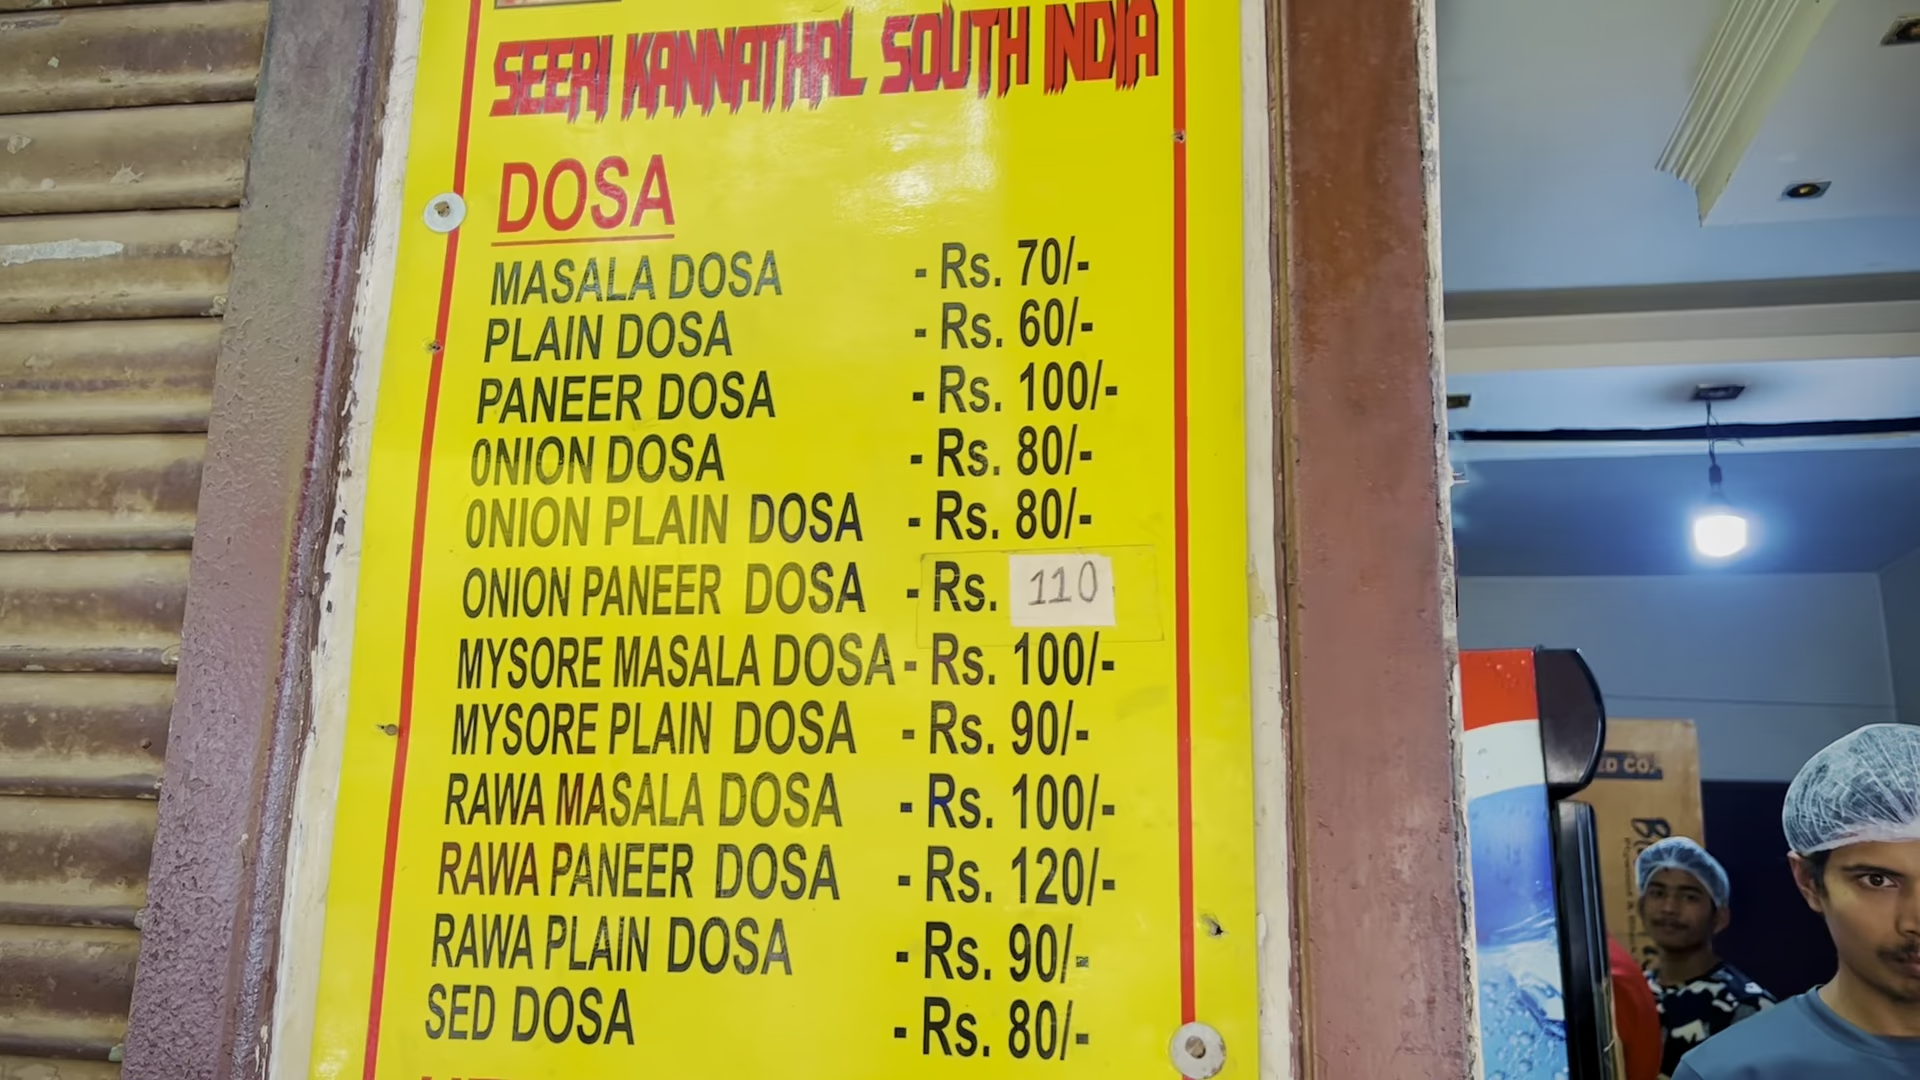 SEERI KANNATHAL SOUTH INDIA
DOSA
MASALA DOSA - Rs. 70/-
PLAIN DOSA - Rs. 60/-
PANEER DOSA - Rs. 100/-
0NION DOSA - Rs. 80/-
0NION PLAIN DOSA - Rs. 80/-
ONION PANEER DOSA - Rs. 110
MYSORE MASALA DOSA - Rs. 100/-
MYSORE PLAIN DOSA - Rs. 90/-
RAWA MASALA DOSA - Rs. 100/-
RAWA PANEER DOSA - Rs. 120/-
RAWA PLAIN DOSA - Rs. 90/-
SED DOSA - Rs. 80/-
CO.